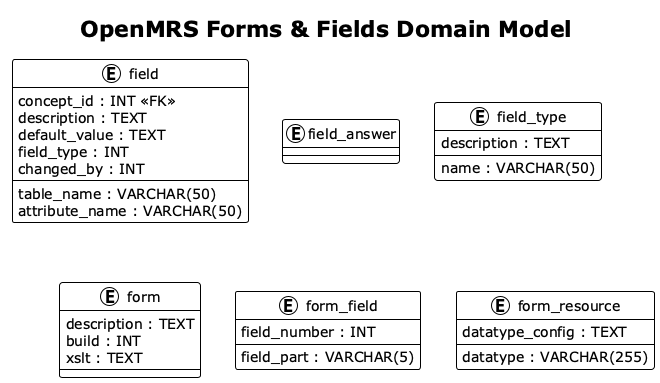 OpenMRS Forms & Fields Domain Model
E field
concept_id : INT «FK»
description : TEXT
default_value : TEXT
field_type : INT
changed_by : INT
table_name : VARCHAR(50)
attribute_name : VARCHAR(50)
E field_answer
E field_type
description : TEXT
name : VARCHAR(50)
E form
description : TEXT
build : INT
xslt : TEXT
E form_field
field_number : INT
field_part : VARCHAR(5)
E form_resource
datatype_config : TEXT
datatype : VARCHAR(255)